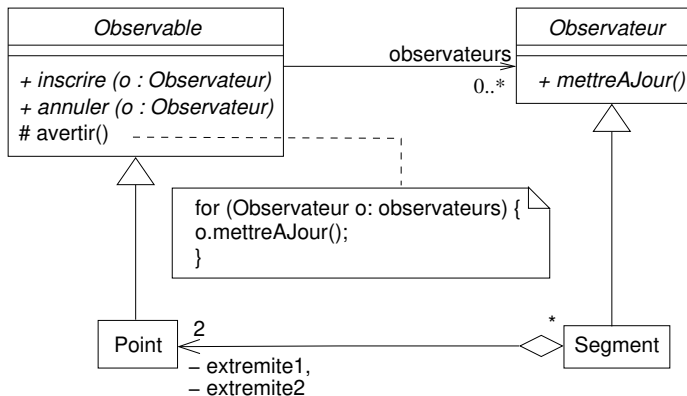 Observable
+ inscrire (o : Observateur)
+ annuler (o : Observateur)
# avertir()
observateurs
0..*
Observateur
+ mettreAJour()
for (Observateur o: observateurs) {
o.mettreAJour();
}
Point
2
– extremite1,
– extremite2
*
Segment